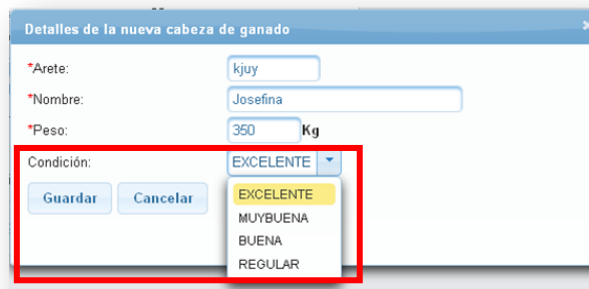 Detalles de la nueva cabeza de ganado
*Arete: kjuy
*Nombre: Josefina
*Peso: 350 Kg
Condición: EXCELENTE
Guardar Cancelar
EXCELENTE
MUYBUENA
BUENA
REGULAR